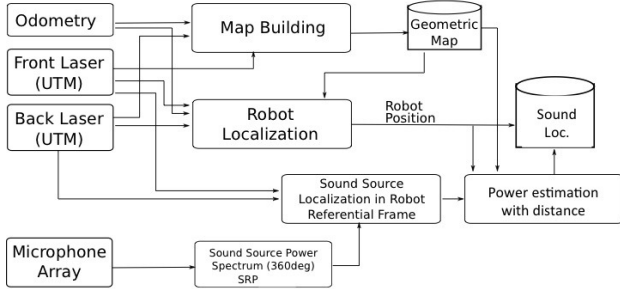 Odometry
Map Building
Geometric
Map
Front Laser
(UTM)
Back Laser
(UTM)
Robot
Localization
Robot
Position
Sound
Loc.
Sound Source
Localization in Robot
Referential Frame
Power estimation
with distance
Microphone
Array
Sound Source Power
Spectrum (360deg)
SRP